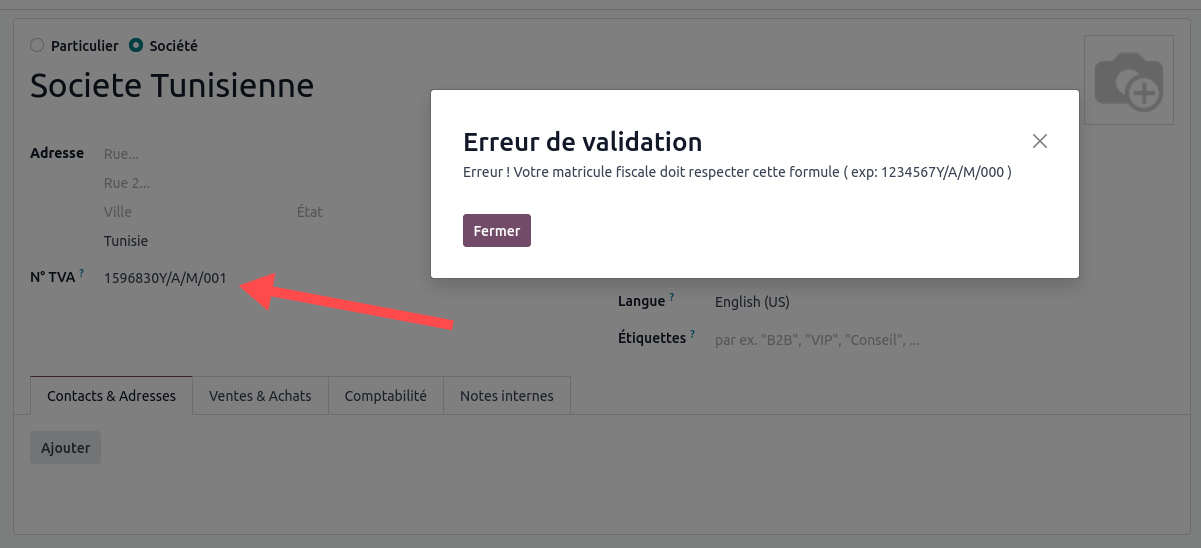 Particulier Société
Societe Tunisienne
Erreur de validation
Erreur ! Votre matricule fiscale doit respecter cette formule ( exp: 1234567Y/A/M/000 )
Fermer
Adresse Rue...
Rue 2...
Ville État
Tunisie
N° TVA ? 1596830Y/A/M/001
Langue ? English (US)
Étiquettes ? par ex. "B2B", "VIP", "Conseil", ...
Contacts & Adresses Ventes & Achats Comptabilité Notes internes
Ajouter